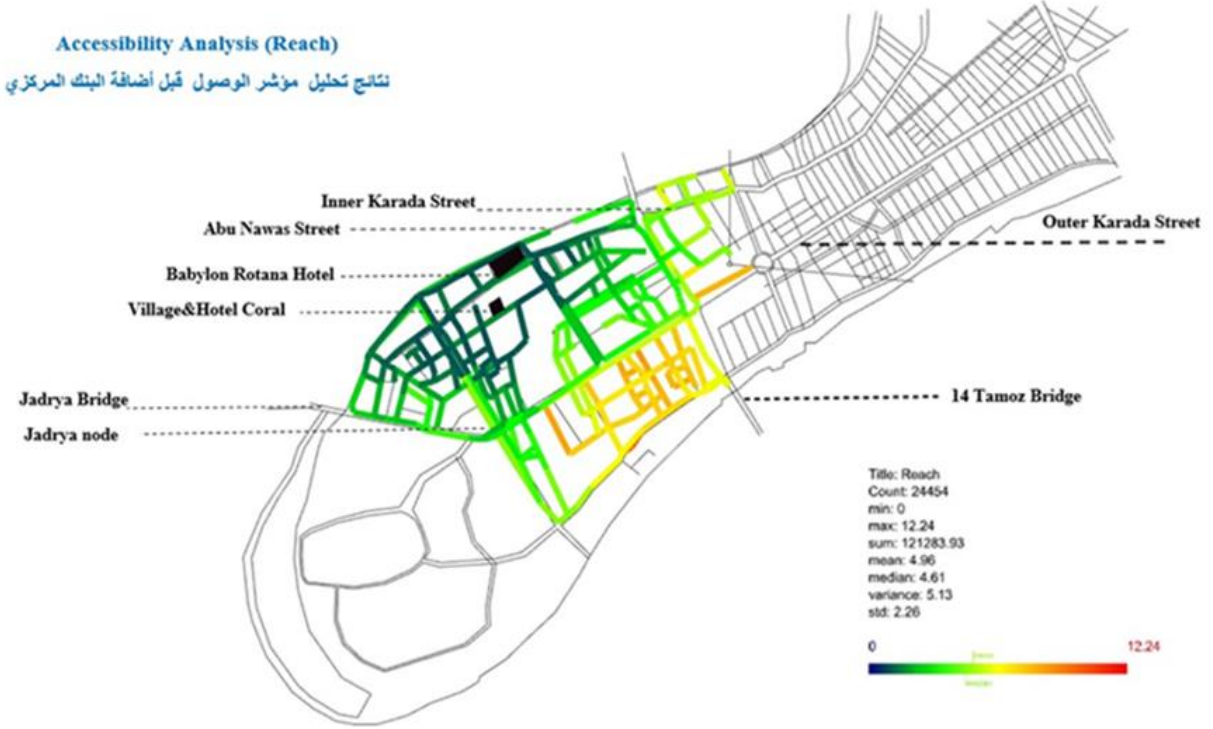 Accessibility Analysis (Reach)
نتائج تحليل مؤشر الوصول قبل أضافة البنك المركزي
Inner Karada Street
Abu Nawas Street
Outer Karada Street
Babylon Rotana Hotel
Village&Hotel Coral
Jadrya Bridge
14 Tamoz Bridge
Jadrya node
Title: Reach
Count: 24454
min: 0
max: 12.24
sum: 121283.93
mean: 4.96
median: 4.61
variance: 5.13
std: 2.26
0
12.24